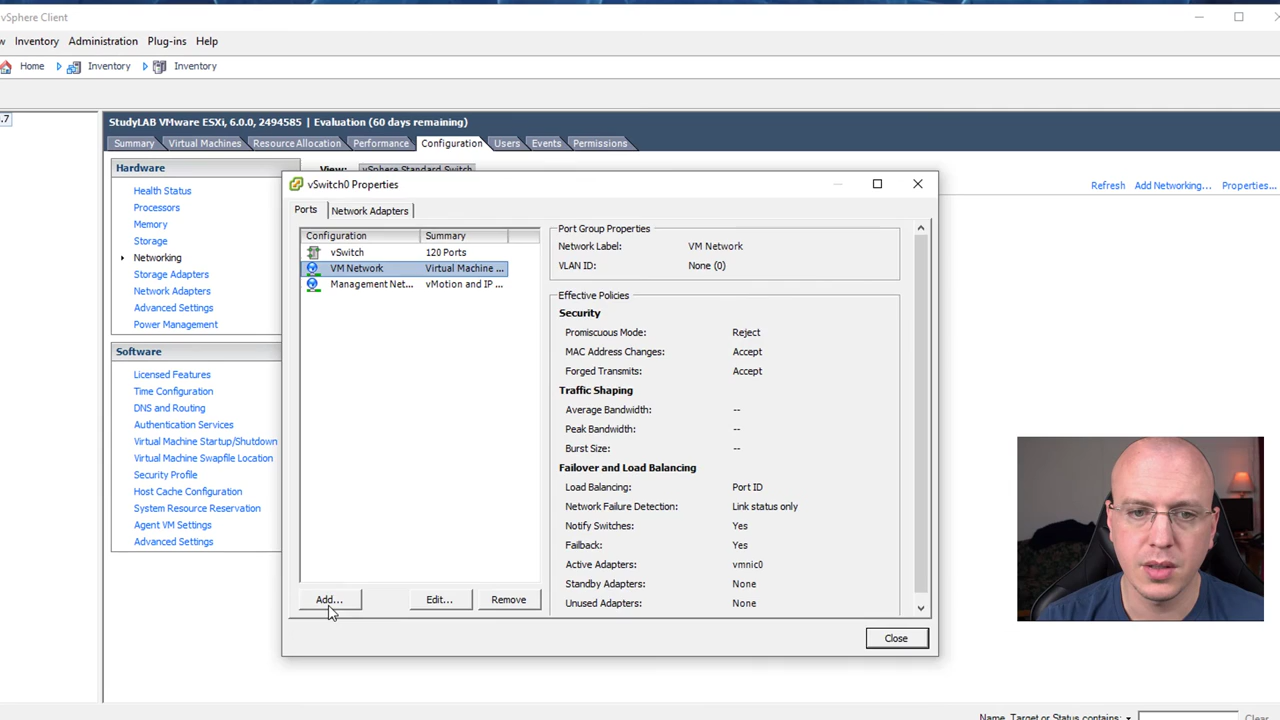 vSphere Client
w Inventory Administration Plug-ins Help
Home Inventory Inventory
.7
StudyLAB VMware ESXi, 6.0.0, 2494585 | Evaluation (60 days remaining)
Summary Virtual Machines Resource Allocation Performance Configuration Users Events Permissions
Hardware
Health Status
Processors
Memory
Storage
Networking
Storage Adapters
Network Adapters
Advanced Settings
Power Management
Software
Licensed Features
Time Configuration
DNS and Routing
Authentication Services
Virtual Machine Startup/Shutdown
Virtual Machine Swapfile Location
Security Profile
Host Cache Configuration
System Resource Reservation
Agent VM Settings
Advanced Settings
View: vSphere Standard Switch
Refresh Add Networking... Properties...
vSwitch0 Properties
Ports Network Adapters
Configuration Summary
vSwitch 120 Ports
VM Network Virtual Machine ...
Management Net... vMotion and IP ...
Add... Edit... Remove
Port Group Properties
Network Label: VM Network
VLAN ID: None (0)
Effective Policies
Security
Promiscuous Mode: Reject
MAC Address Changes: Accept
Forged Transmits: Accept
Traffic Shaping
Average Bandwidth: --
Peak Bandwidth: --
Burst Size: --
Failover and Load Balancing
Load Balancing: Port ID
Network Failure Detection: Link status only
Notify Switches: Yes
Failback: Yes
Active Adapters: vmnic0
Standby Adapters: None
Unused Adapters: None
Close
Name, Target or Status contains: Clear